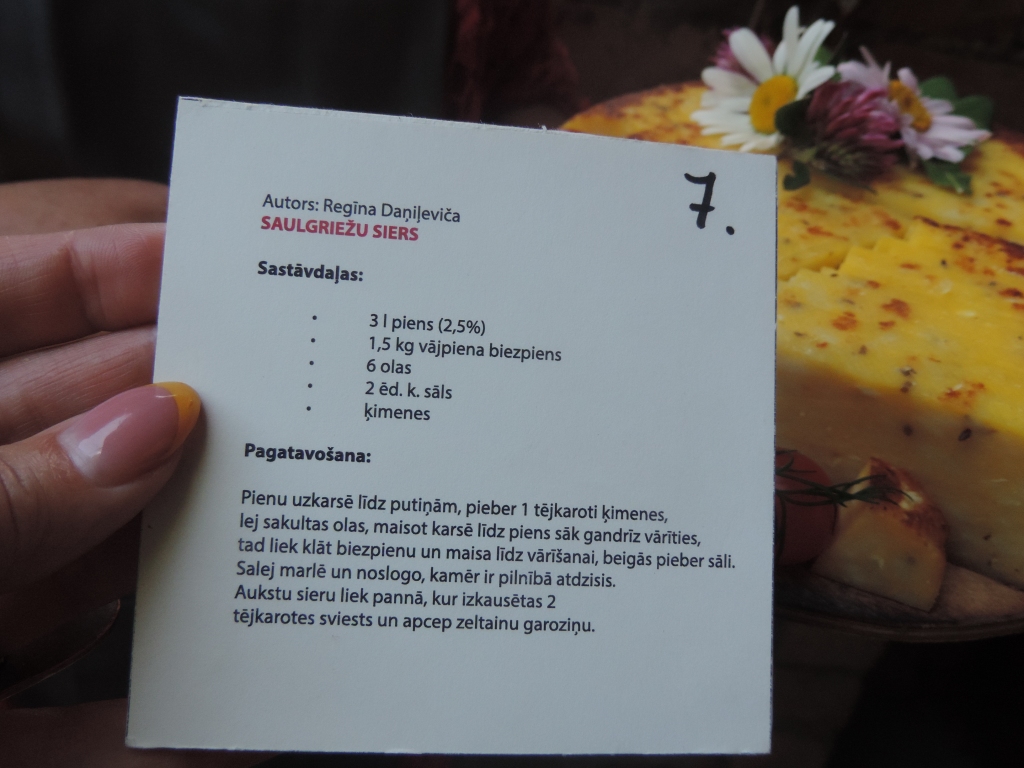 7.
Autors: Regīna Daņiļeviča
SAULGRIEŽU SIERS
Sastāvdaļas:
• 3 l piens (2,5%)
• 1,5 kg vājpiena biezpiens
• 6 olas
• 2 ēd. k. sāls
• ķimenes
Pagatavošana:
Pienu uzkarsē līdz putiņām, pieber 1 tējkaroti ķimenes,
lej sakultas olas, maisot karsē līdz piens sāk gandrīz vārīties,
tad liek klāt biezpienu un maisa līdz vārīšanai, beigās pieber sāli.
Salej marlē un noslogo, kamēr ir pilnībā atdzisis.
Aukstu sieru liek pannā, kur izkausētas 2
tējkarotes sviests un apcep zeltainu garoziņu.